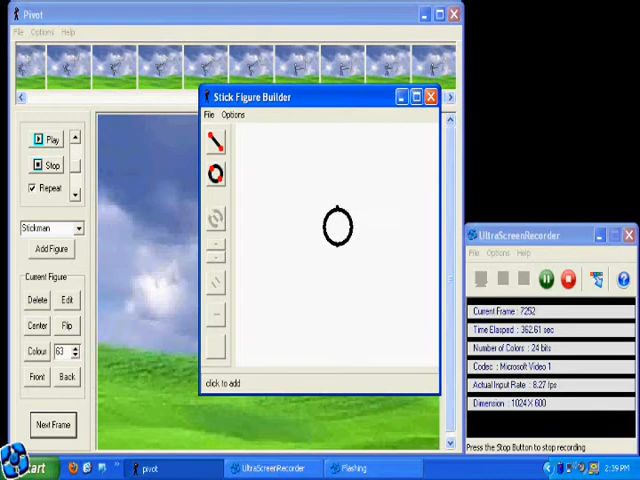 Pivot
File Options Help
Stick Figure Builder
File Options
Play
Stop
Repeat
Stickman
Add Figure
Current Figure
Delete Edit
Center Flip
Colour 63
Front Back
Next Frame
click to add
UltraScreenRecorder
File Options Help
Current Frame : 7252
Time Elasped : 362.61 sec
Number of Colors : 24 bits
Codec : Microsoft Video 1
Actual Input Rate : 8.27 fps
Dimension : 1024 X 600
Press the Stop Button to stop recording
start pivot UltraScreenRecorder Flashing 2:39 PM